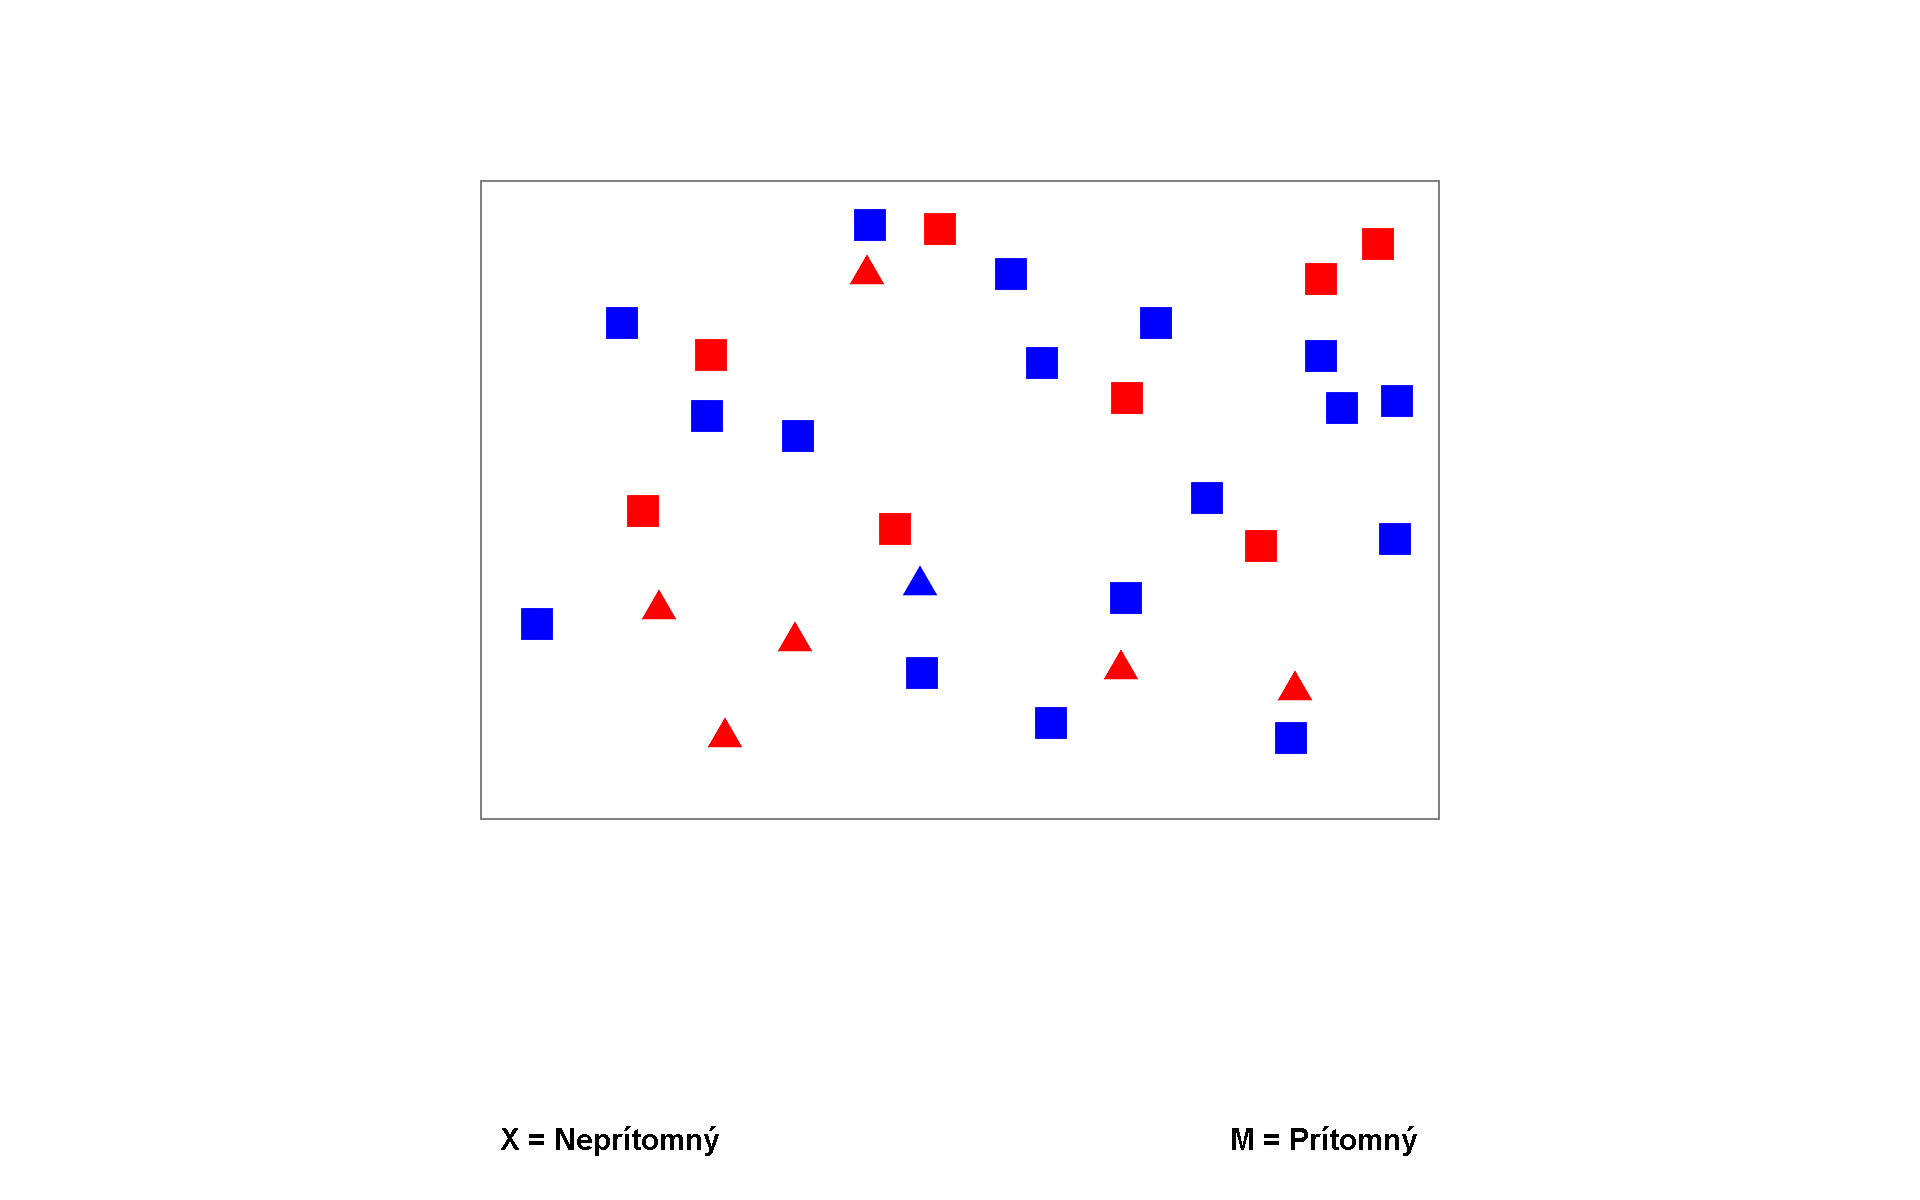 X = Neprítomný
M = Prítomný